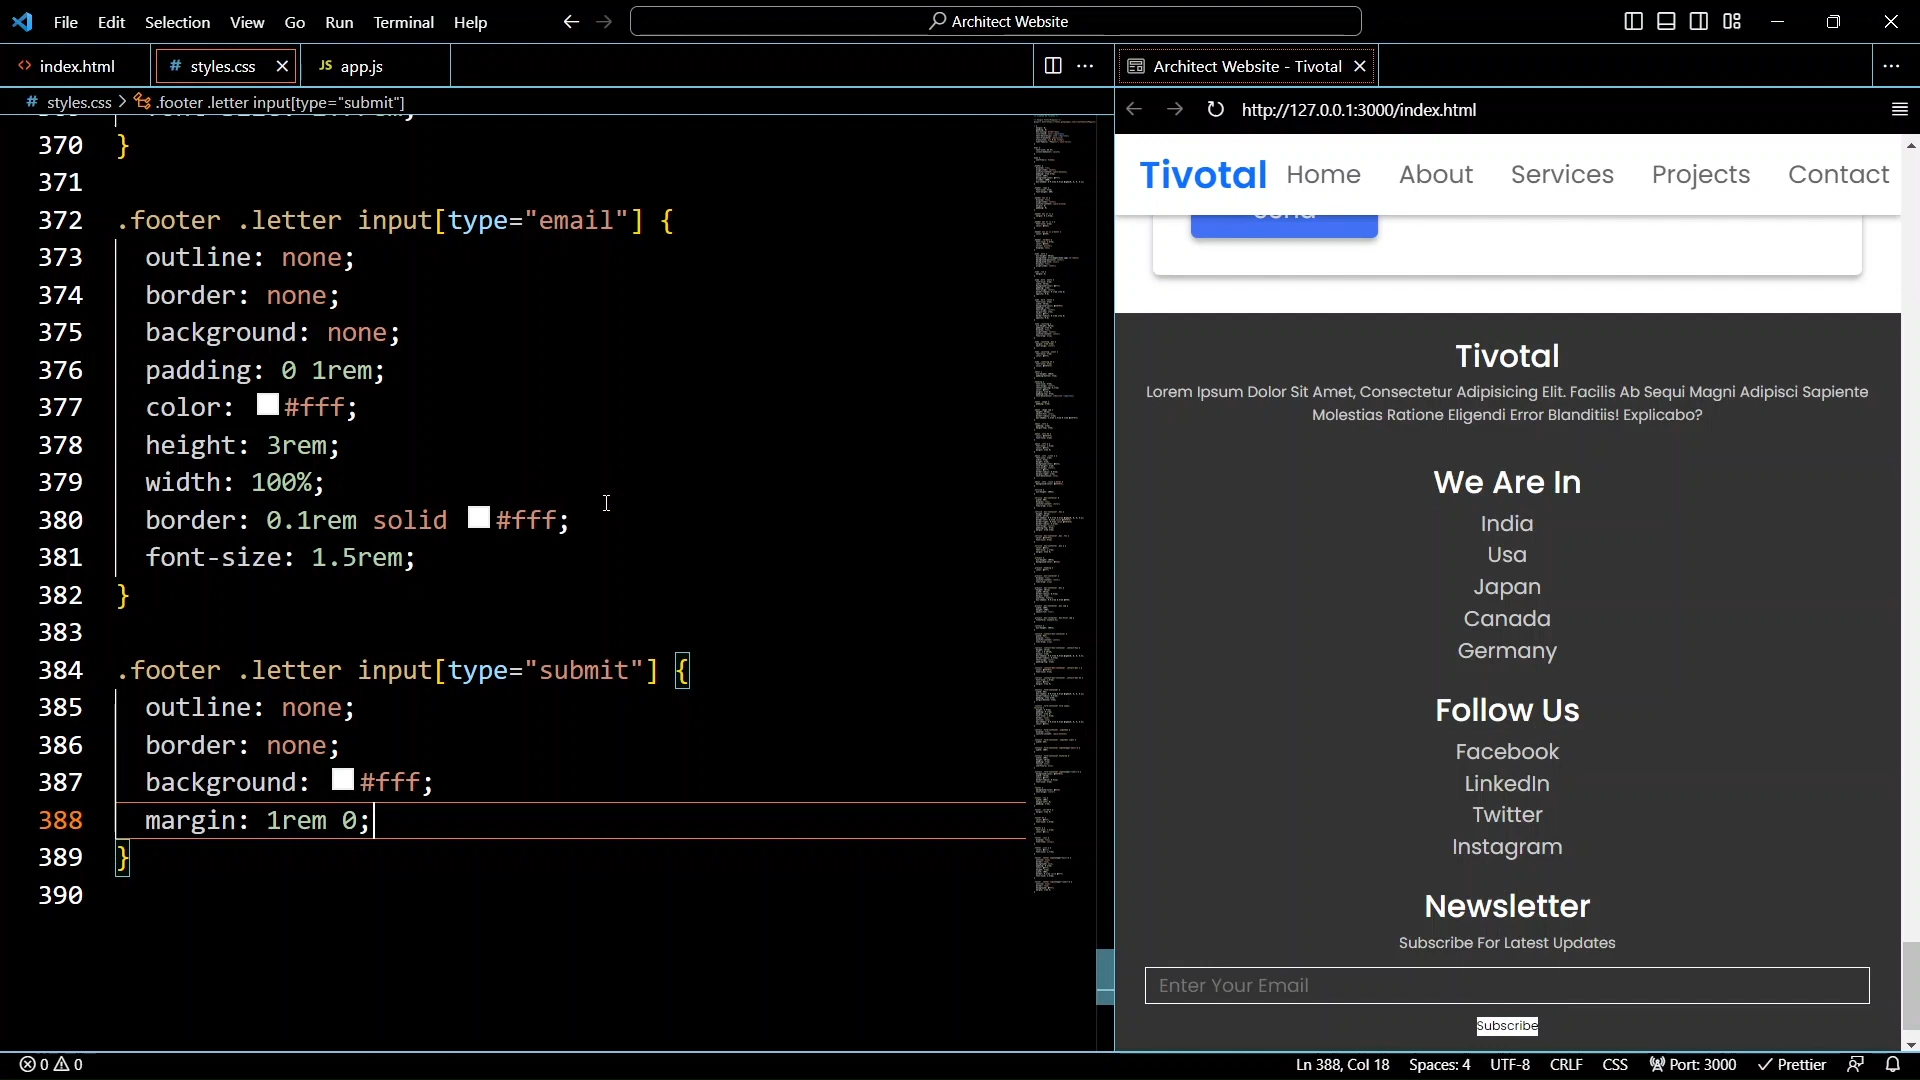 File Edit Selection View Go Run Terminal Help
Architect Website
index.html
styles.css
JS app.js
Architect Website - Tivotal
# styles.css > .footer .letter input[type="submit"]
http://127.0.0.1:3000/index.html
370 }
371
372 .footer .letter input[type="email"] {
373 outline: none;
374 border: none;
375 background: none;
376 padding: 0 1rem;
377 color: #fff;
378 height: 3rem;
379 width: 100%;
380 border: 0.1rem solid #fff;
381 font-size: 1.5rem;
382 }
383
384 .footer .letter input[type="submit"] {
385 outline: none;
386 border: none;
387 background: #fff;
388 margin: 1rem 0;
389 }
390
Tivotal Home About Services Projects Contact
Send
Tivotal
Lorem Ipsum Dolor Sit Amet, Consectetur Adipisicing Elit. Facilis Ab Sequi Magni Adipisci Sapiente
Molestias Ratione Eligendi Error Blanditiis! Explicabo?
We Are In
India
Usa
Japan
Canada
Germany
Follow Us
Facebook
LinkedIn
Twitter
Instagram
Newsletter
Subscribe For Latest Updates
Enter Your Email
Subscribe
0 0
Ln 388, Col 18 Spaces: 4 UTF-8 CRLF CSS Port: 3000 Prettier